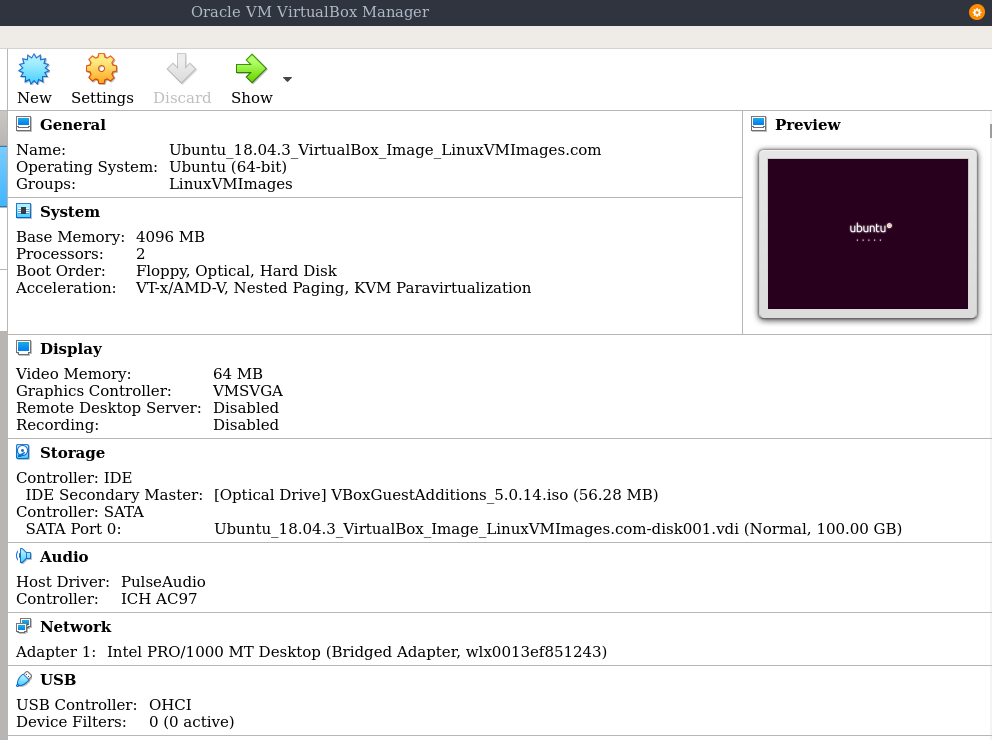 Oracle VM VirtualBox Manager
New Settings Discard Show
General
Name: Ubuntu_18.04.3_VirtualBox_Image_LinuxVMImages.com
Operating System: Ubuntu (64-bit)
Groups: LinuxVMImages
Preview
ubuntu
System
Base Memory: 4096 MB
Processors: 2
Boot Order: Floppy, Optical, Hard Disk
Acceleration: VT-x/AMD-V, Nested Paging, KVM Paravirtualization
Display
Video Memory: 64 MB
Graphics Controller: VMSVGA
Remote Desktop Server: Disabled
Recording: Disabled
Storage
Controller: IDE
IDE Secondary Master: [Optical Drive] VBoxGuestAdditions_5.0.14.iso (56.28 MB)
Controller: SATA
SATA Port 0: Ubuntu_18.04.3_VirtualBox_Image_LinuxVMImages.com-disk001.vdi (Normal, 100.00 GB)
Audio
Host Driver: PulseAudio
Controller: ICH AC97
Network
Adapter 1: Intel PRO/1000 MT Desktop (Bridged Adapter, wlx0013ef851243)
USB
USB Controller: OHCI
Device Filters: 0 (0 active)